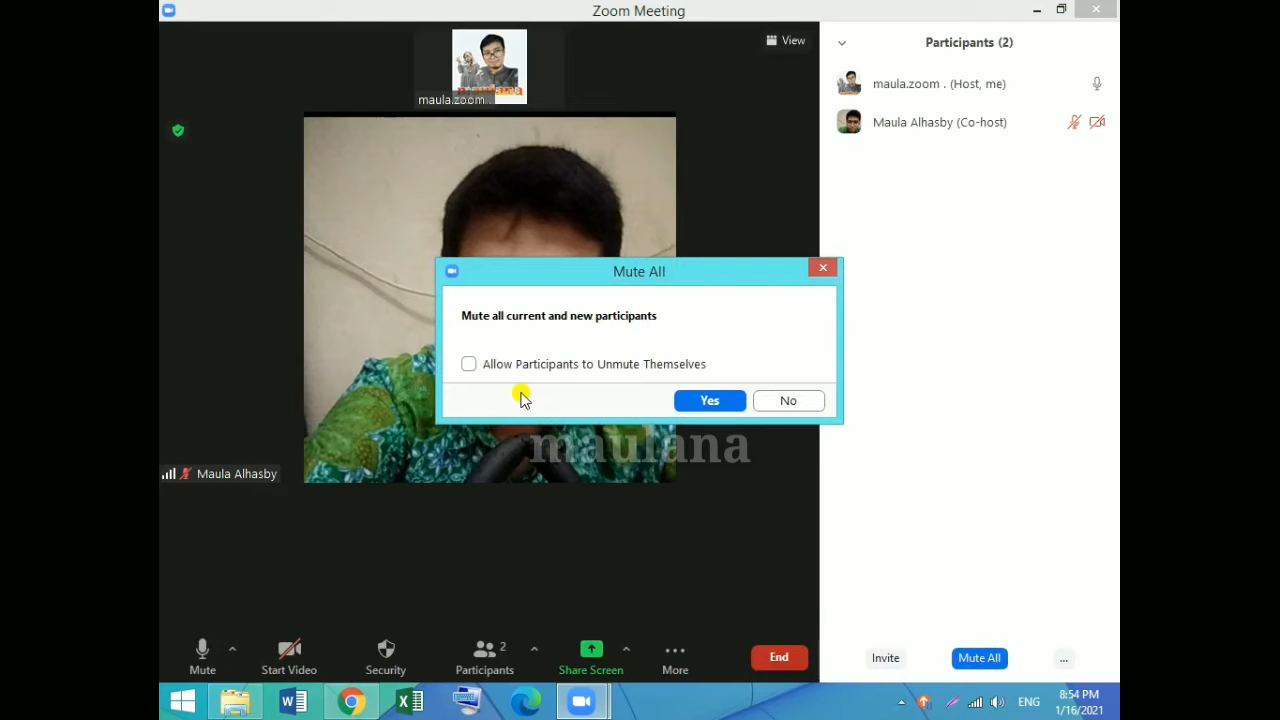 Zoom Meeting
maulana
maula.zoom .
View
Participants (2)
maula.zoom . (Host, me)
Maula Alhasby (Co-host)
Mute All
Mute all current and new participants
Allow Participants to Unmute Themselves
Yes
No
maulana
Maula Alhasby
Mute
Start Video
Security
2
Participants
Share Screen
More
End
Invite
Mute All
...
ENG
8:54 PM
1/16/2021